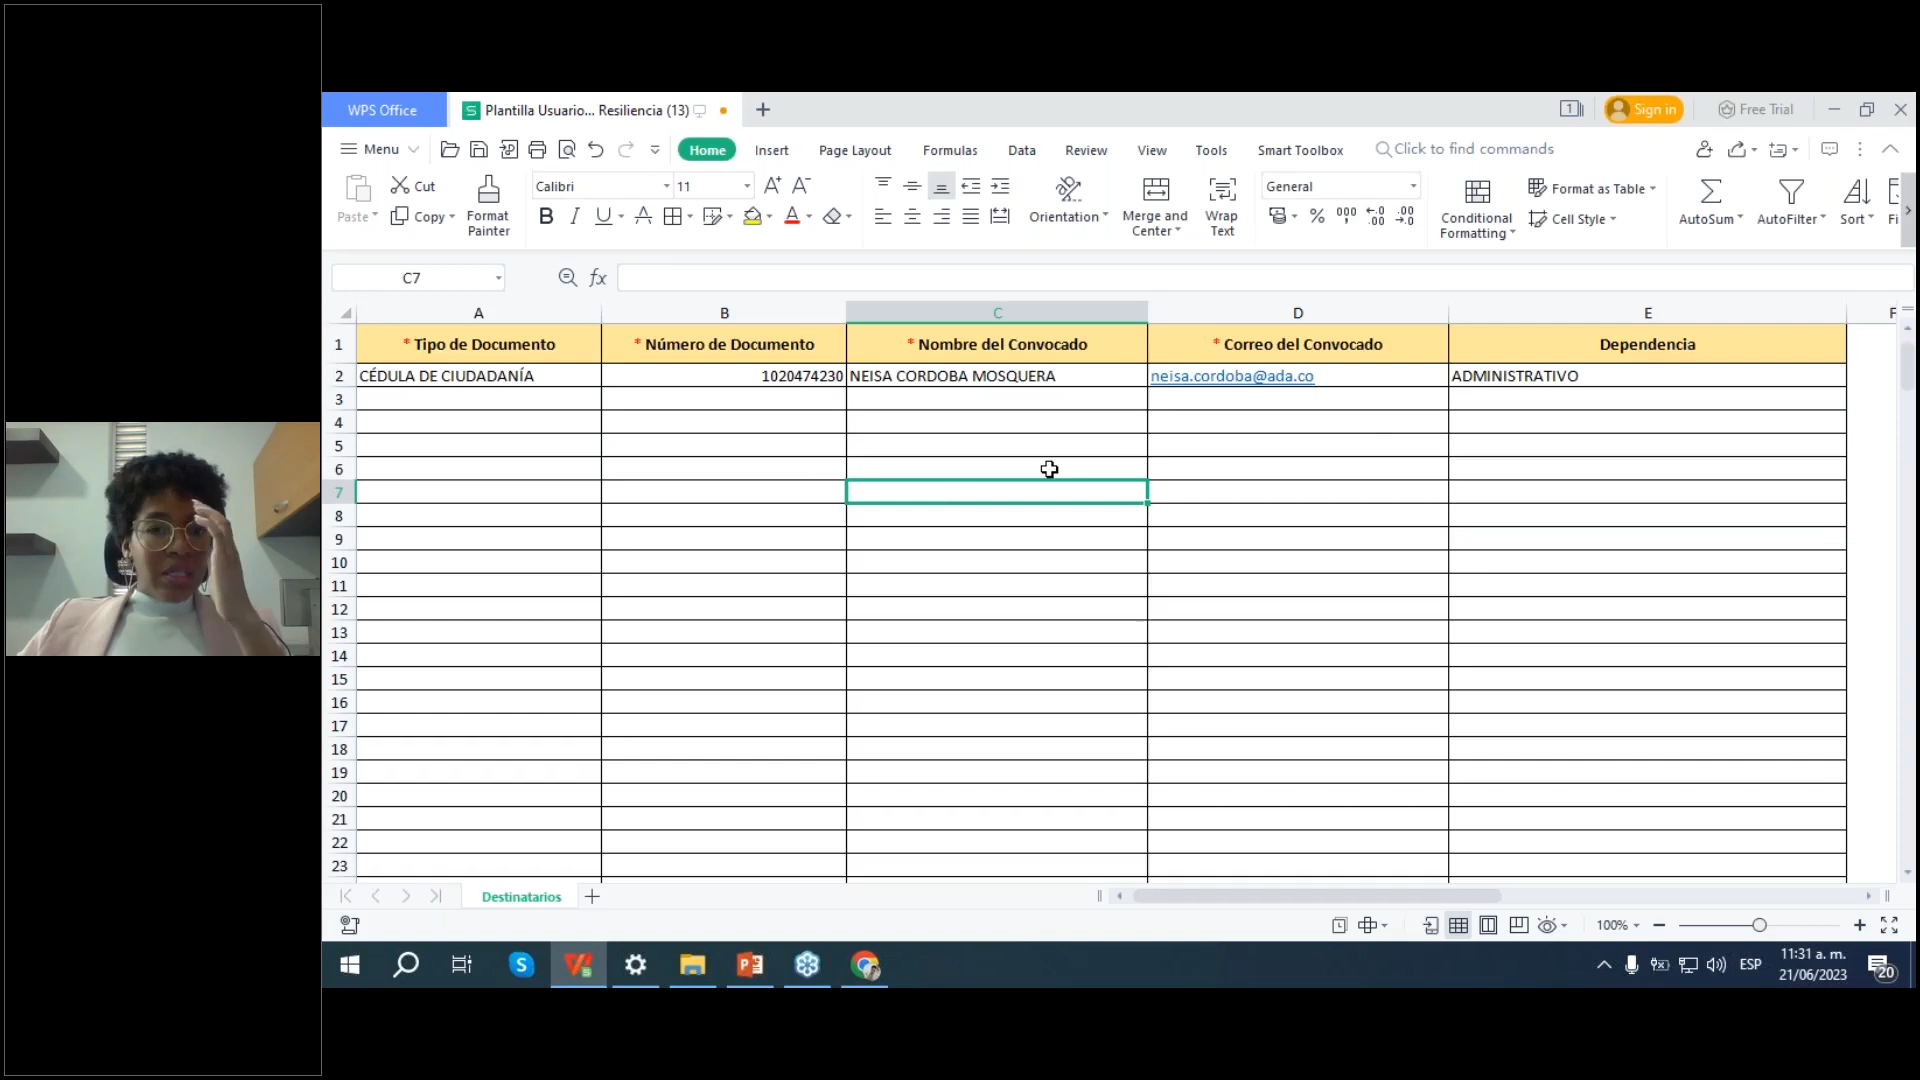 WPS Office
Plantilla Usuario... Resiliencia (13)
Sign in
Free Trial
Menu
Home
Insert
Page Layout
Formulas
Data
Review
View
Tools
Smart Toolbox
Click to find commands
Paste
Cut
Copy
Format Painter
Calibri
11
Orientation
Merge and Center
Wrap Text
General
Conditional Formatting
Format as Table
Cell Style
AutoSum
AutoFilter
Sort
Fi
C7
fx
A B C D E F
1 * Tipo de Documento * Número de Documento * Nombre del Convocado * Correo del Convocado Dependencia
2 CÉDULA DE CIUDADANÍA 1020474230 NEISA CORDOBA MOSQUERA neisa.cordoba@ada.co ADMINISTRATIVO
3
4
5
6
7
8
9
10
11
12
13
14
15
16
17
18
19
20
21
22
23
Destinatarios
100%
ESP
11:31 a. m.
21/06/2023
20